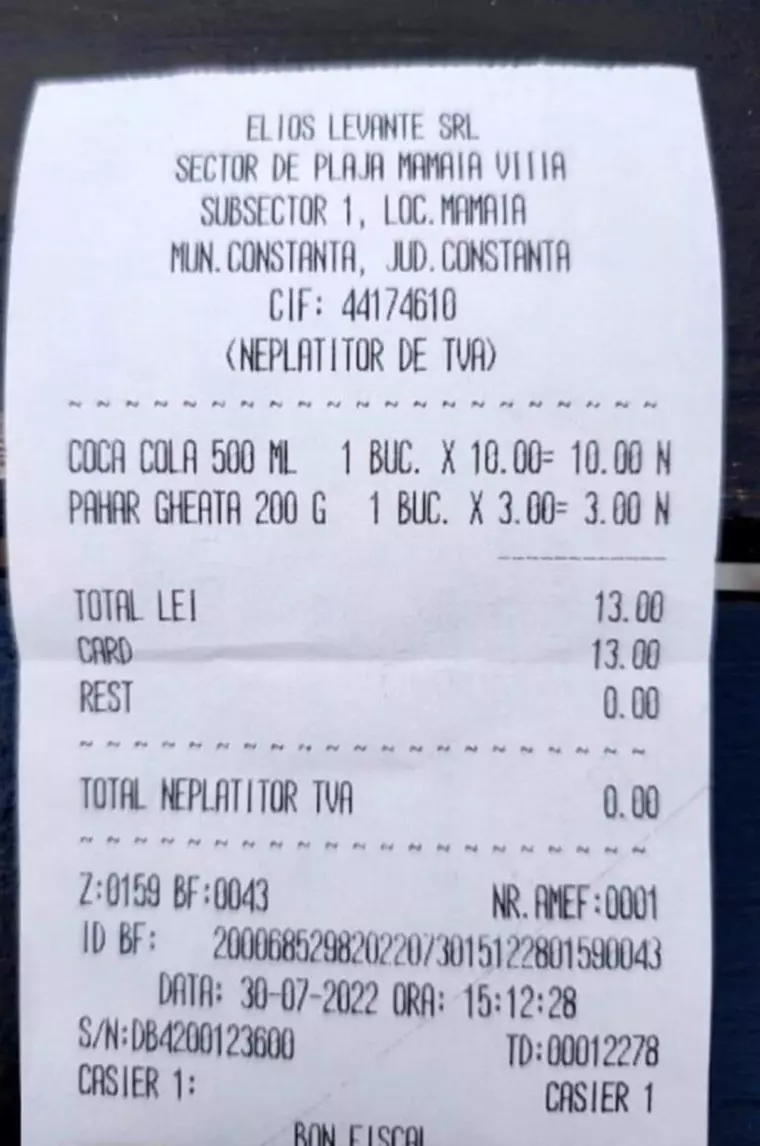 ELIOS LEVANTE SRL
SECTOR DE PLAJA MAMAIA VIIIA
SUBSECTOR 1, LOC.MAMAIA
MUN.CONSTANTA, JUD.CONSTANTA
CIF: 44174610
(NEPLATITOR DE TVA)
~ ~ ~ ~ ~ ~ ~ ~ ~ ~ ~ ~ ~ ~ ~ ~ ~ ~ ~ ~ ~
COCA COLA 500 ML 1 BUC. X 10.00= 10.00 N
PAHAR GHEATA 200 G 1 BUC. X 3.00= 3.00 N
------------
TOTAL LEI 13.00
CARD 13.00
REST 0.00
~ ~ ~ ~ ~ ~ ~ ~ ~ ~ ~ ~ ~ ~ ~ ~ ~ ~ ~ ~ ~
TOTAL NEPLATITOR TVA 0.00
~ ~ ~ ~ ~ ~ ~ ~ ~ ~ ~ ~ ~ ~ ~ ~ ~ ~ ~ ~ ~
Z:0159 BF:0043 NR.AMEF:0001
ID BF: 20006852982022073015122801590043
DATA: 30-07-2022 ORA: 15:12:28
S/N:DB4200123600 TD:00012278
CASIER 1: CASIER 1
BON FISCAL